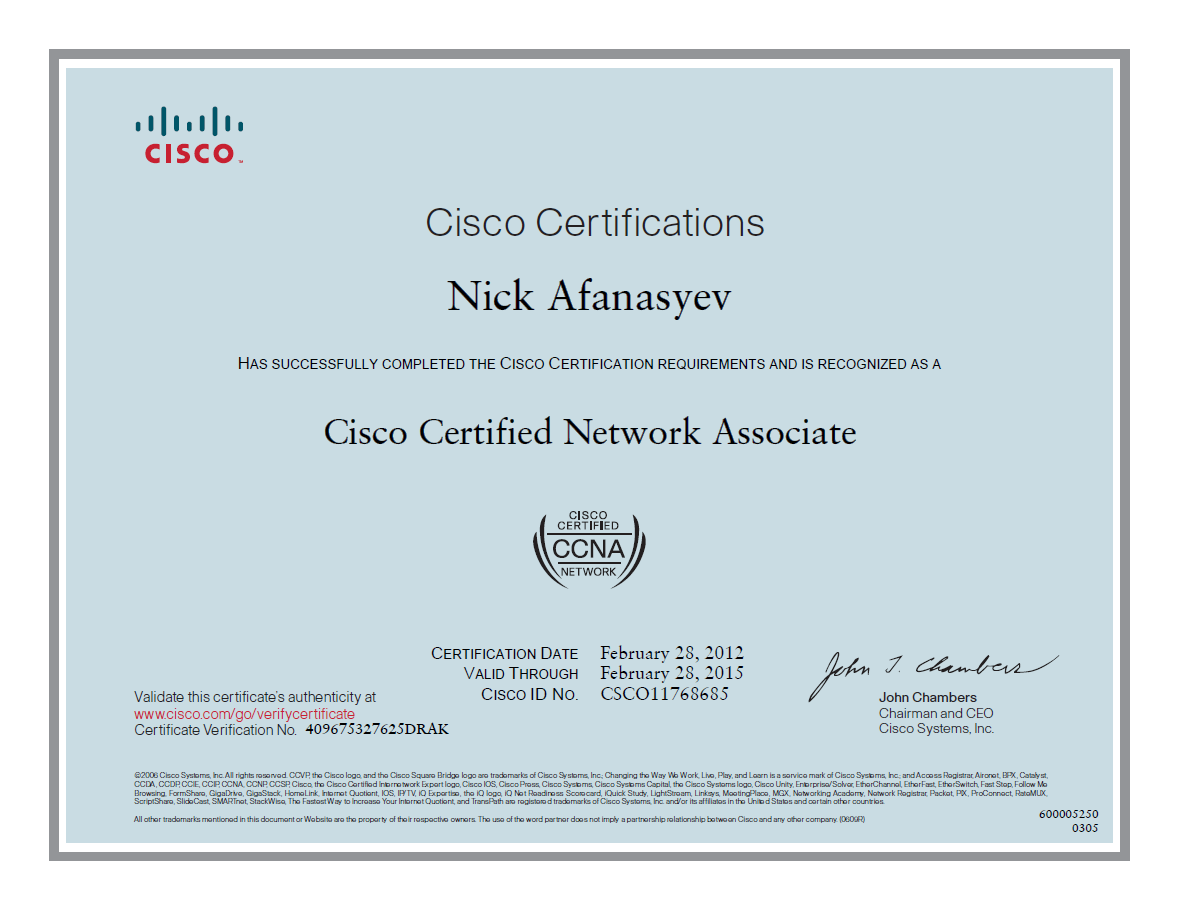 CISCO™
Cisco Certifications
Nick Afanasyev
HAS SUCCESSFULLY COMPLETED THE CISCO CERTIFICATION REQUIREMENTS AND IS RECOGNIZED AS A
Cisco Certified Network Associate
CISCO
CERTIFIED
CCNA
NETWORK
CERTIFICATION DATE February 28, 2012
VALID THROUGH February 28, 2015
CISCO ID NO. CSCO11768685
Validate this certificate's authenticity at
www.cisco.com/go/verifycertificate
Certificate Verification No. 409675327625DRAK
John T. Chambers
John Chambers
Chairman and CEO
Cisco Systems, Inc.
©2006 Cisco Systems, Inc. All rights reserved. CCVP, the Cisco logo, and the Cisco Square Bridge logo are trademarks of Cisco Systems, Inc.; Changing the Way We Work, Live, Play, and Learn is a service mark of Cisco Systems, Inc.; and Access Registrar, Aironet, BPX, Catalyst,
CCDA, CCDP, CCIE, CCIP, CCNA, CCNP, CCSP, Cisco, the Cisco Certified Internetwork Expert logo, Cisco IOS, Cisco Press, Cisco Systems, Cisco Systems Capital, the Cisco Systems logo, Cisco Unity, Enterprise/Solver, EtherChannel, EtherFast, EtherSwitch, Fast Step, Follow Me
Browsing, FormShare, GigaDrive, GigaStack, HomeLink, Internet Quotient, IOS, IP/TV, iQ Expertise, the iQ logo, iQ Net Readiness Scorecard, iQuick Study, LightStream, Linksys, MeetingPlace, MGX, Networking Academy, Network Registrar, Packet, PIX, ProConnect, RateMUX,
ScriptShare, SlideCast, SMARTnet, StackWise, The Fastest Way to Increase Your Internet Quotient, and TransPath are registered trademarks of Cisco Systems, Inc. and/or its affiliates in the United States and certain other countries.
All other trademarks mentioned in this document or Website are the property of their respective owners. The use of the word partner does not imply a partnership relationship between Cisco and any other company. (0609R)
600005250
0305